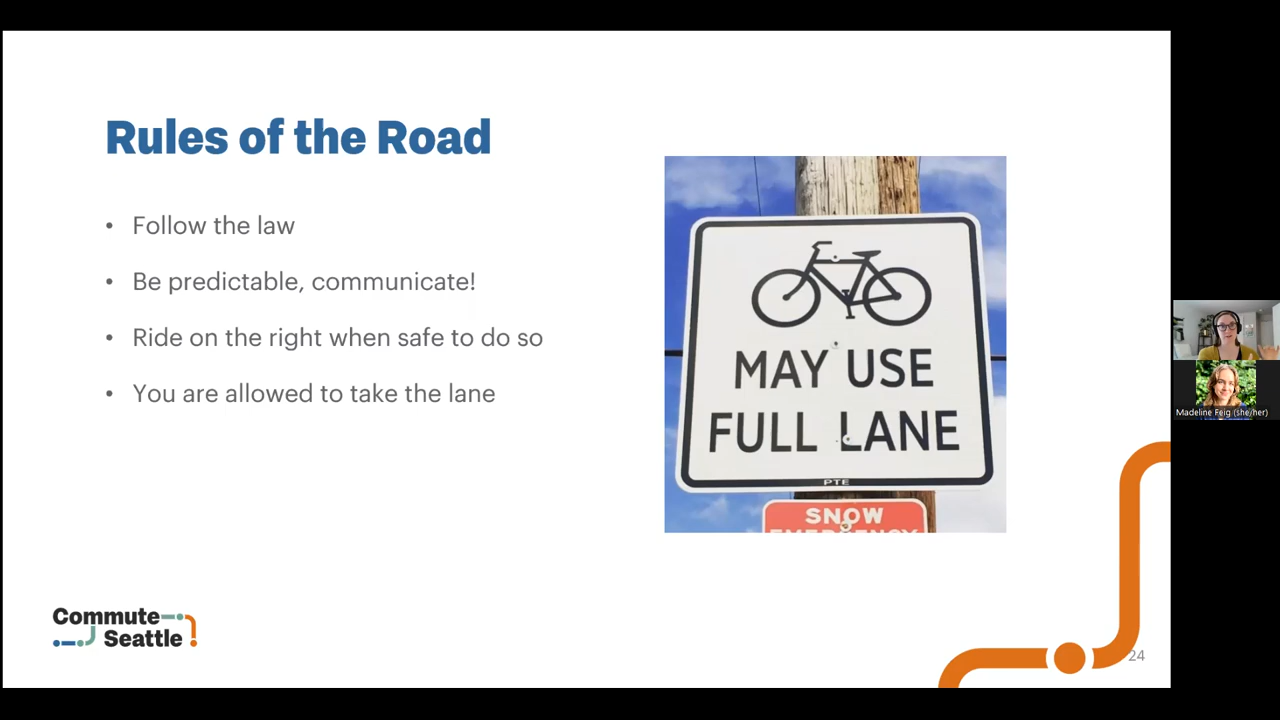 Rules of the Road
• Follow the law
• Be predictable, communicate!
• Ride on the right when safe to do so
• You are allowed to take the lane
MAY USE
FULL LANE
PTE
SNOW
EMERGENCY
Commute
Seattle
24
Madeline Feig (she/her)